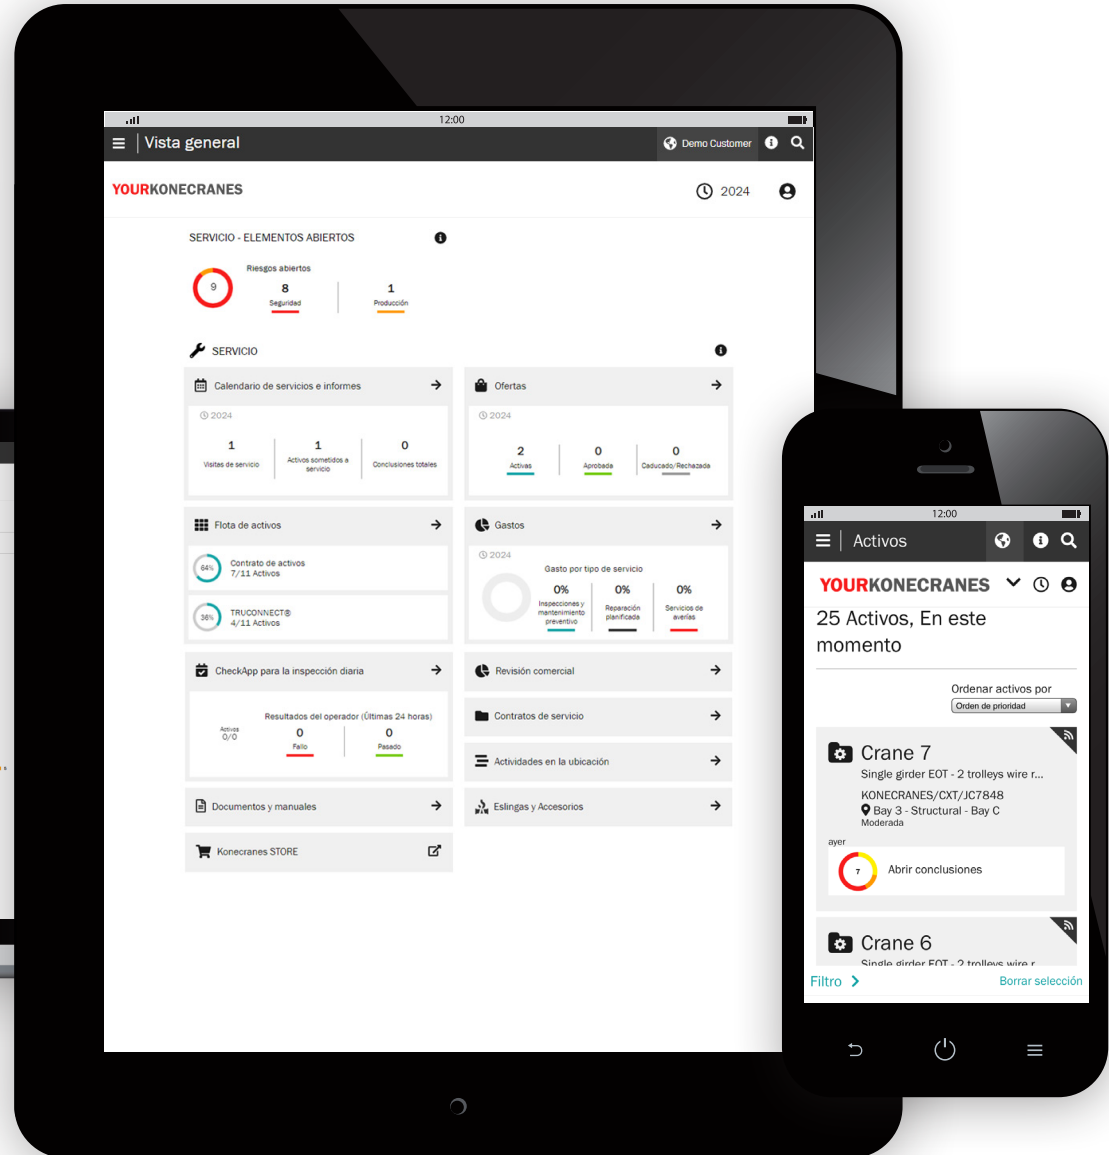 12:00
Vista general
Demo Customer
YOURKONECRANES
2024
SERVICIO - ELEMENTOS ABIERTOS
9
Riesgos abiertos
8
Seguridad
1
Producción
SERVICIO
Calendario de servicios e informes
2024
1
Visitas de servicio
1
Activos sometidos a
servicio
0
Conclusiones totales
Ofertas
2024
2
Activas
0
Aprobada
0
Caducado/Rechazada
Flota de activos
64%
Contrato de activos
7/11 Activos
36%
TRUCONNECT®
4/11 Activos
Gastos
2024
Gasto por tipo de servicio
0%
Inspecciones y
mantenimiento
preventivo
0%
Reparación
planificada
0%
Servicios de
averías
CheckApp para la inspección diaria
Activos
0/0
Resultados del operador (Últimas 24 horas)
0
Fallo
0
Pasado
Revisión comercial
Contratos de servicio
Actividades en la ubicación
Documentos y manuales
Eslingas y Accesorios
Konecranes STORE
12:00
Activos
YOURKONECRANES
25 Activos, En este
momento
Ordenar activos por
Orden de prioridad
Crane 7
Single girder EOT - 2 trolleys wire r...
KONECRANES/CXT/JC7848
Bay 3 - Structural - Bay C
Moderada
ayer
7
Abrir conclusiones
Crane 6
Single girder EOT - 2 trolleys wire r
Filtro
Borrar selección